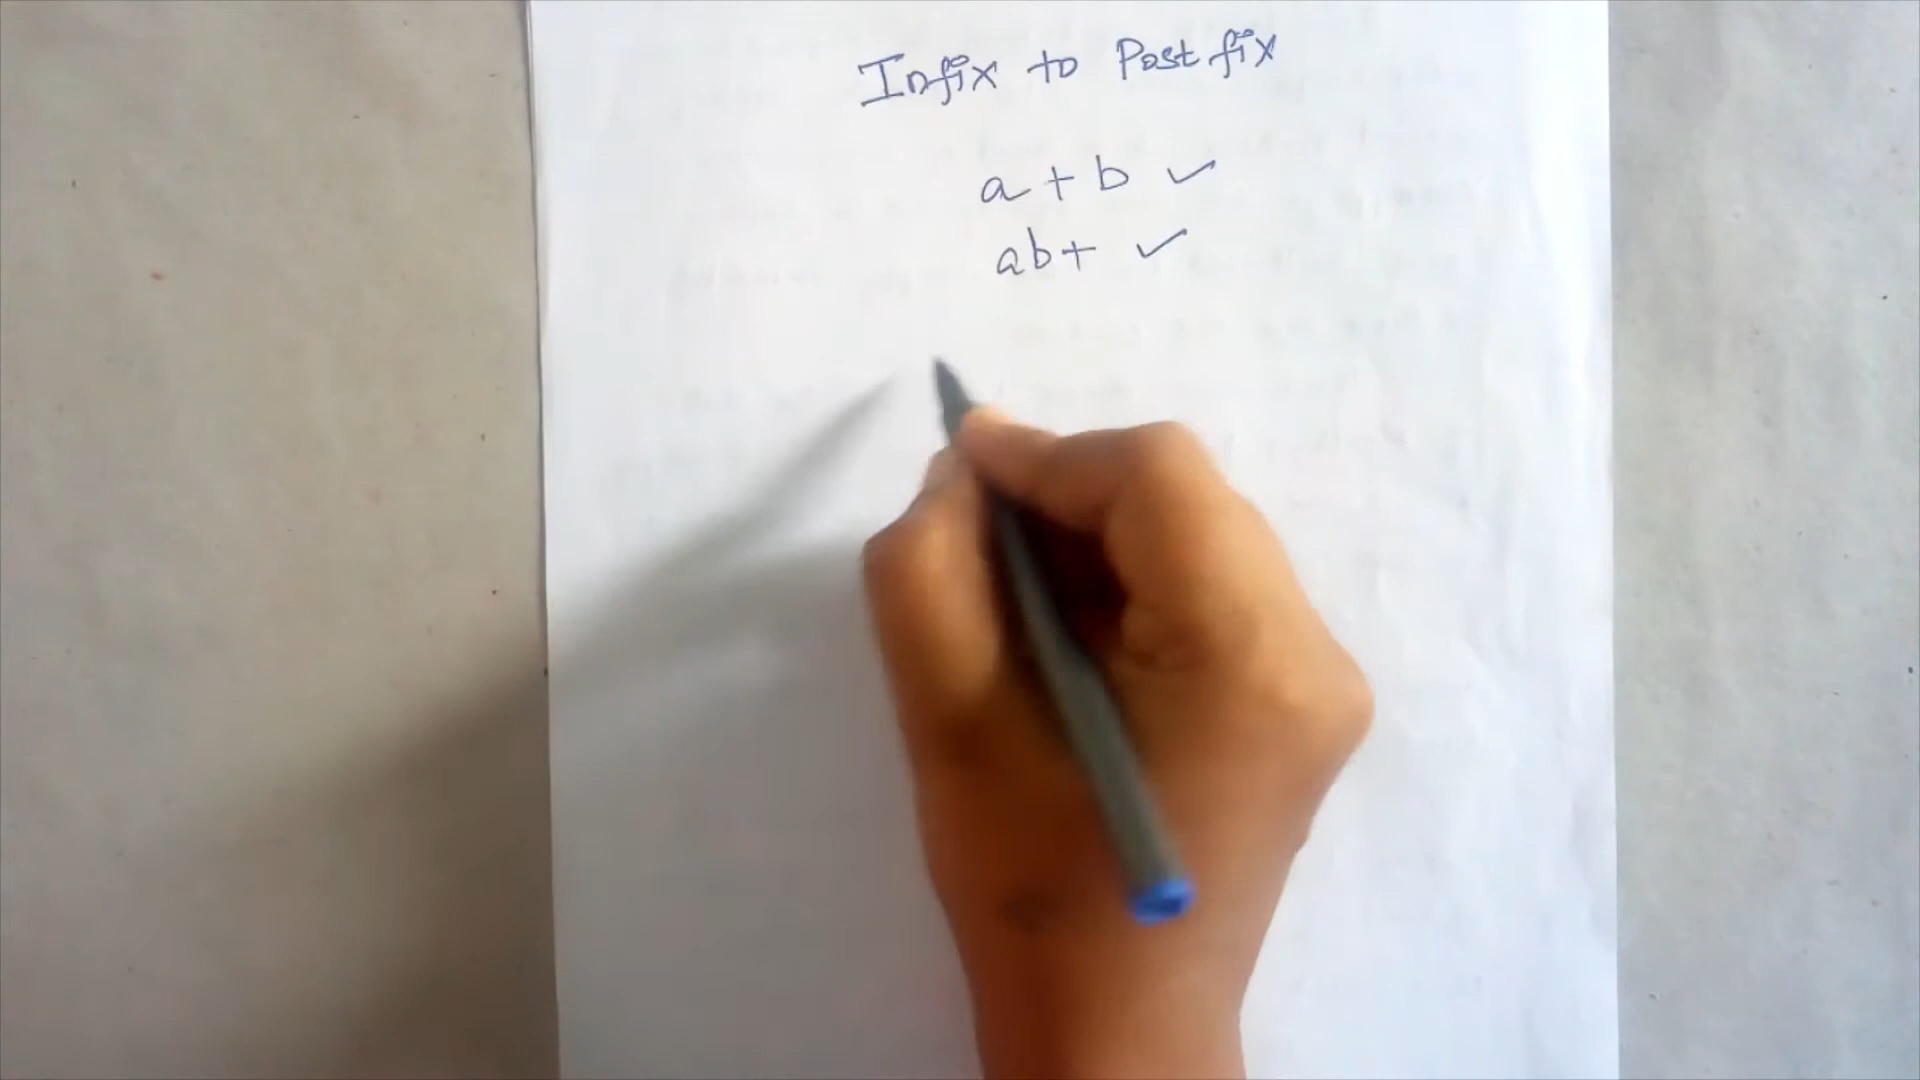 Infix to Postfix
a + b ✓
ab+ ✓